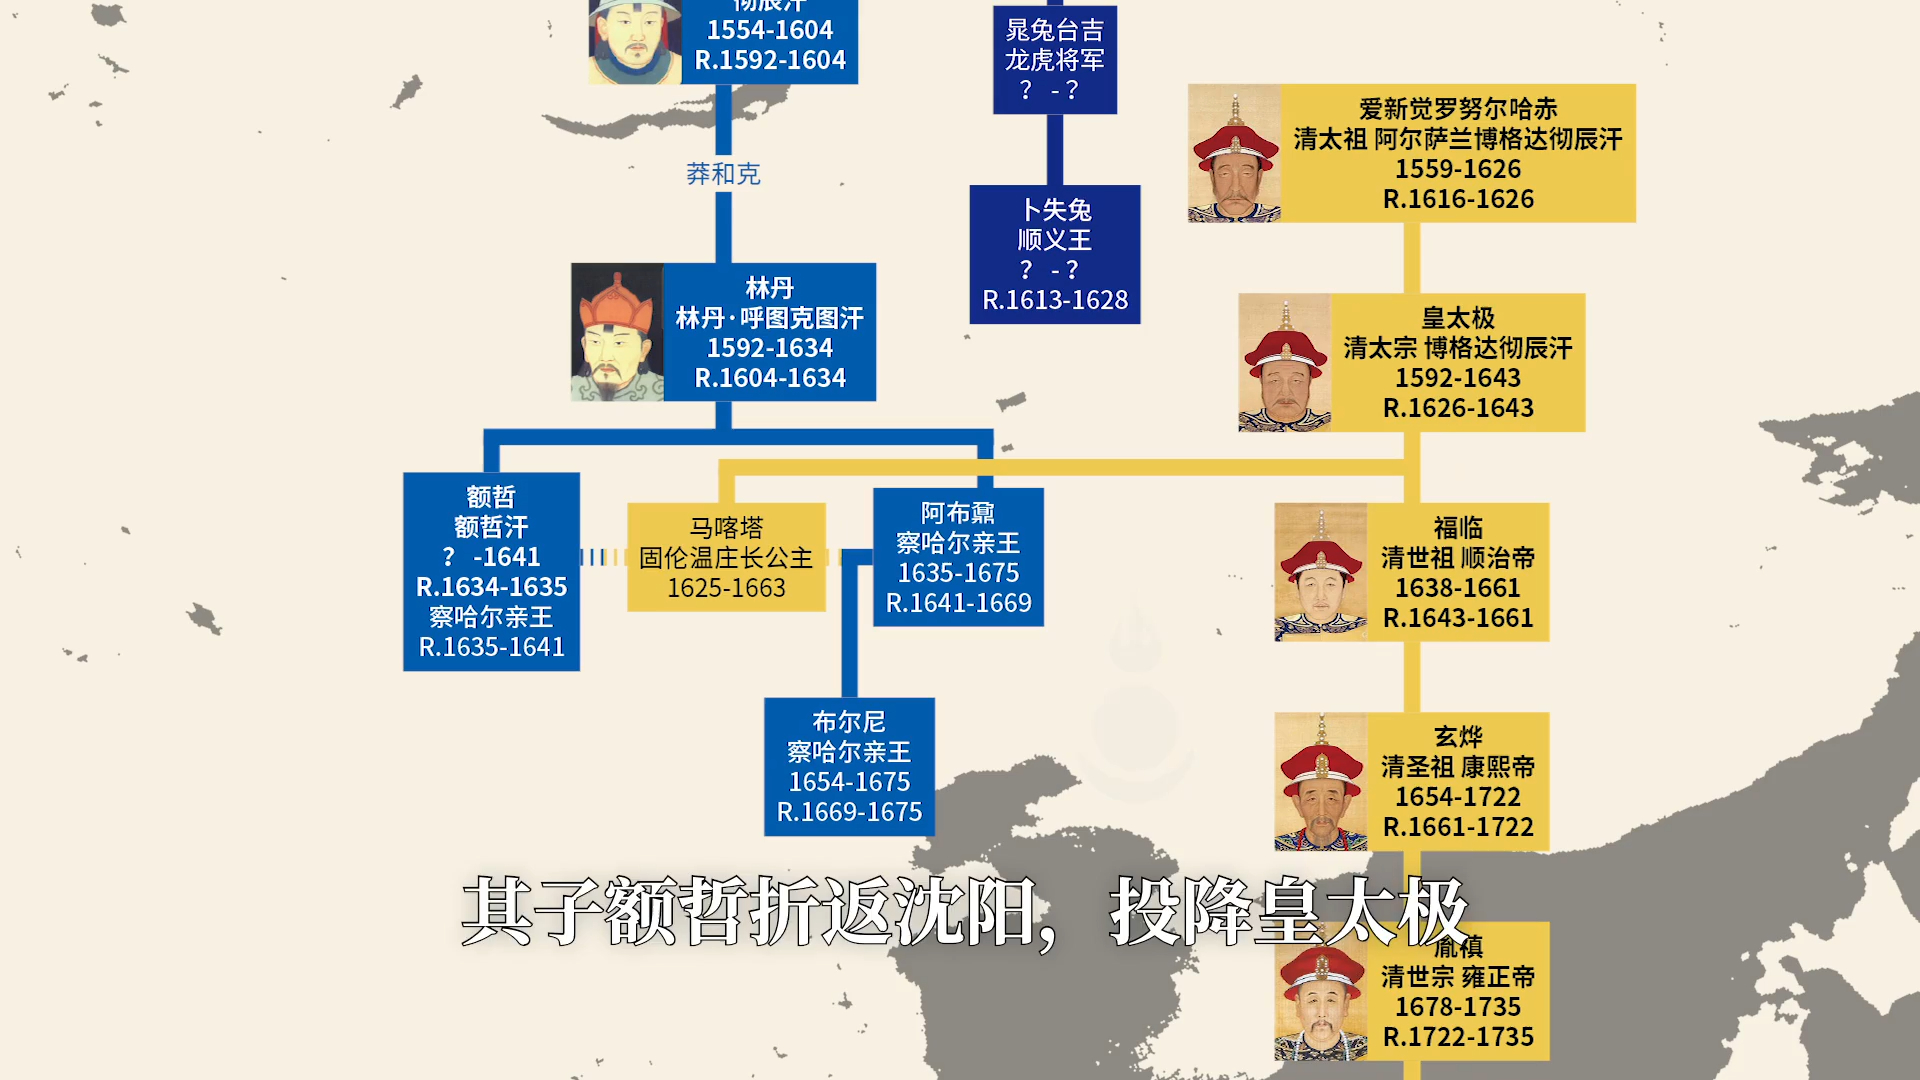 彻辰汗
1554-1604
R.1592-1604
莽和克
林丹
林丹·呼图克图汗
1592-1634
R.1604-1634
晁兔台吉
龙虎将军
？ -？
卜失兔
顺义王
？ -？
R.1613-1628
爱新觉罗努尔哈赤
清太祖 阿尔萨兰博格达彻辰汗
1559-1626
R.1616-1626
皇太极
清太宗 博格达彻辰汗
1592-1643
R.1626-1643
额哲
额哲汗
？ -1641
R.1634-1635
察哈尔亲王
R.1635-1641
马喀塔
固伦温庄长公主
1625-1663
阿布鼐
察哈尔亲王
1635-1675
R.1641-1669
福临
清世祖 顺治帝
1638-1661
R.1643-1661
布尔尼
察哈尔亲王
1654-1675
R.1669-1675
玄烨
清圣祖 康熙帝
1654-1722
R.1661-1722
其子额哲折返沈阳，投降皇太极
胤禛
清世宗 雍正帝
1678-1735
R.1722-1735